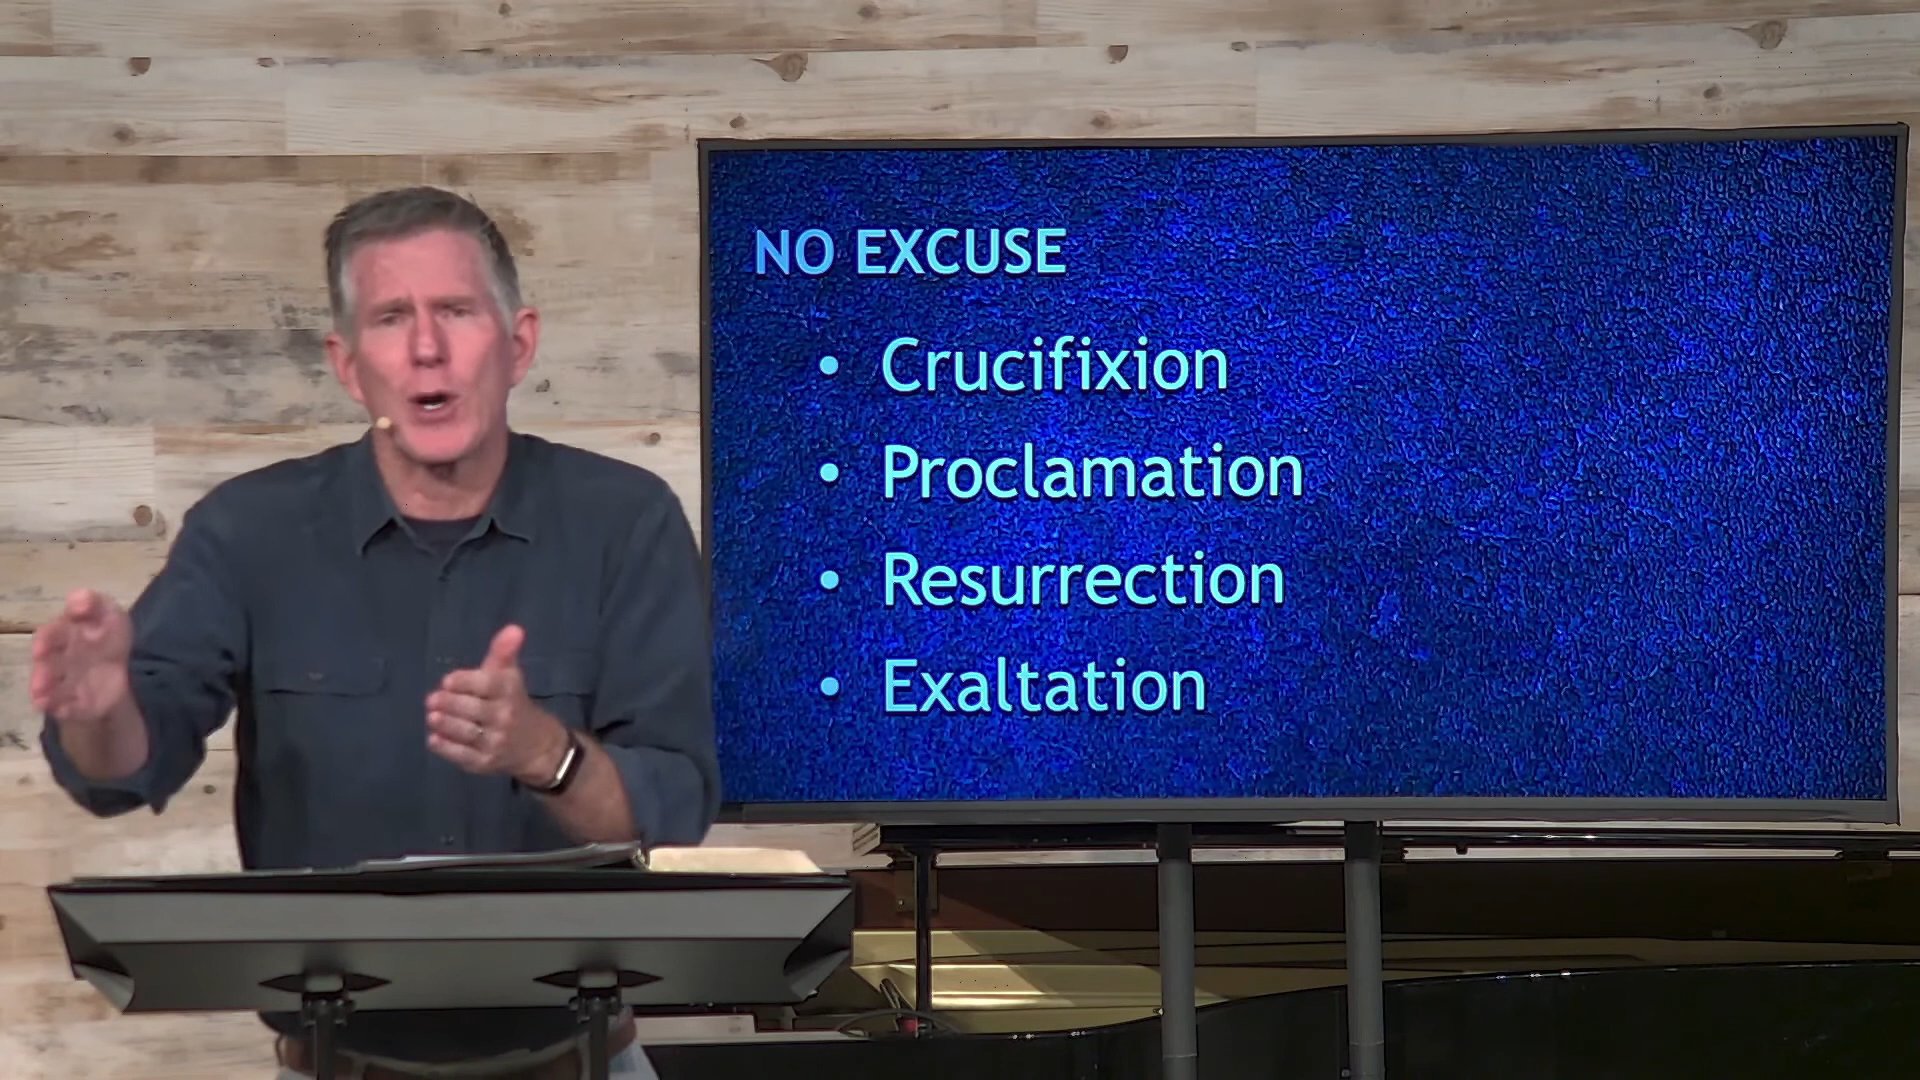 NO EXCUSE
• Crucifixion
• Proclamation
• Resurrection
• Exaltation